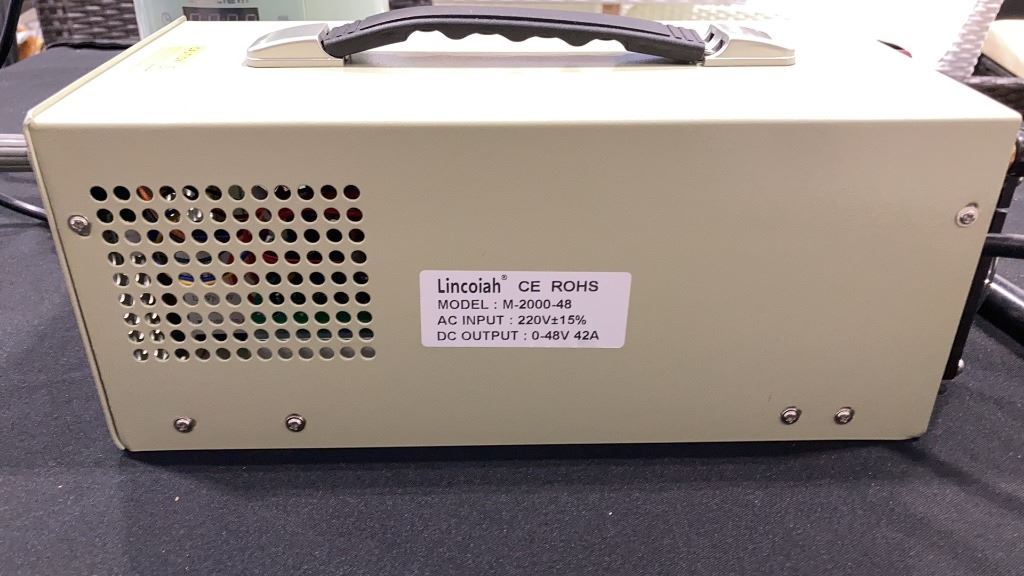 Lincoiah® CE ROHS
MODEL : M-2000-48
AC INPUT : 220V±15%
DC OUTPUT : 0-48V 42A